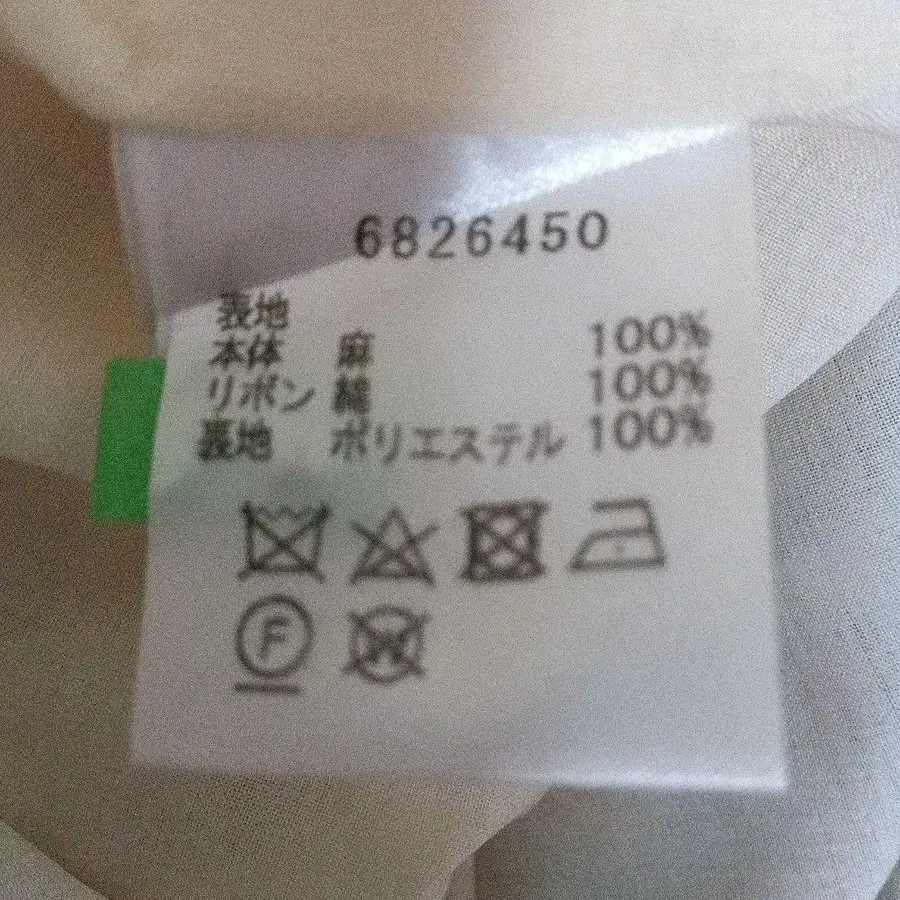 6826450
表地
本体 麻 100%
リボン 綿 100%
裏地 ポリエステル 100%
F
W